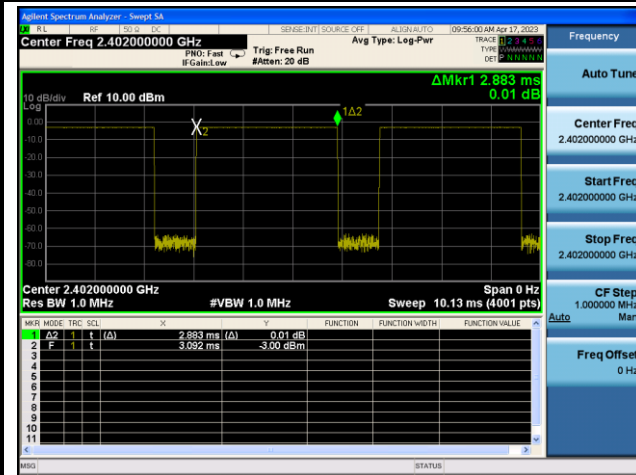 Agilent Spectrum Analyzer - Swept SA
RL RF 50 Ω DC SENSE:INT SOURCE OFF ALIGN AUTO 09:56:00 AM Apr 17, 2023
Center Freq 2.402000000 GHz
PNO: Fast
IFGain:Low
Trig: Free Run
#Atten: 20 dB
Avg Type: Log-Pwr
TRACE 1 2 3 4 5 6
TYPE
DET P N N N N N
Frequency
ΔMkr1 2.883 ms
0.01 dB
10 dB/div
Log
Ref 10.00 dBm
0.00
-10.0
-20.0
-30.0
-40.0
-50.0
-60.0
-70.0
-80.0
X2
1Δ2
Center 2.402000000 GHz
Span 0 Hz
Res BW 1.0 MHz
#VBW 1.0 MHz
Sweep 10.13 ms (4001 pts)
MKR MODE TRC SCL X Y FUNCTION FUNCTION WIDTH FUNCTION VALUE
1 Δ2 1 t (Δ) 2.883 ms (Δ) 0.01 dB
2 F 1 t 3.092 ms -3.00 dBm
3
4
5
6
7
8
9
10
11
MSG
STATUS
Auto Tune
Center Freq
2.402000000 GHz
Start Freq
2.402000000 GHz
Stop Freq
2.402000000 GHz
CF Step
1.000000 MHz
Auto Man
Freq Offset
0 Hz